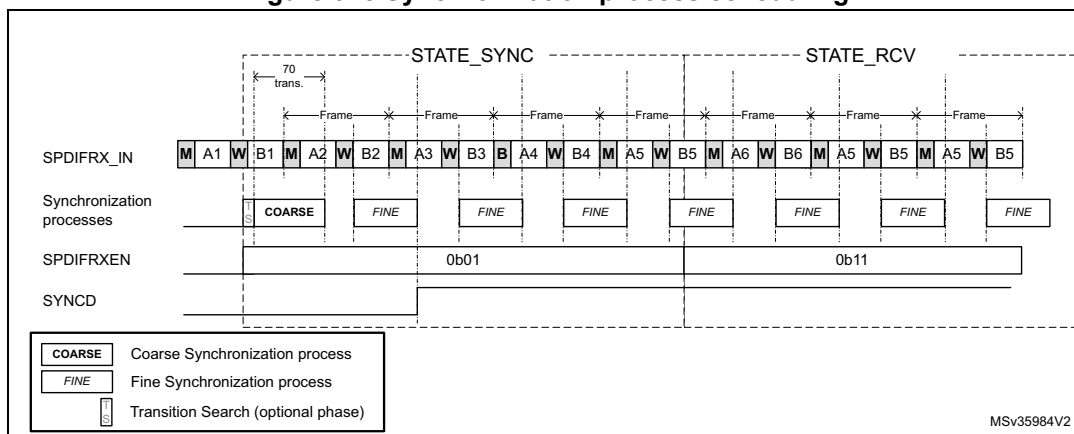 STATE_SYNC
STATE_RCV
70
trans.
Frame Frame Frame Frame Frame Frame Frame
SPDIFRX_IN M A1 W B1 M A2 W B2 M A3 W B3 B A4 W B4 M A5 W B5 M A6 W B6 M A5 W B5 M A5 W B5
Synchronization
processes
T
S
COARSE FINE FINE FINE FINE FINE FINE FINE
SPDIFRXEN 0b01 0b11
SYNCD
COARSE Coarse Synchronization process
FINE Fine Synchronization process
T
S
Transition Search (optional phase)
MSv35984V2